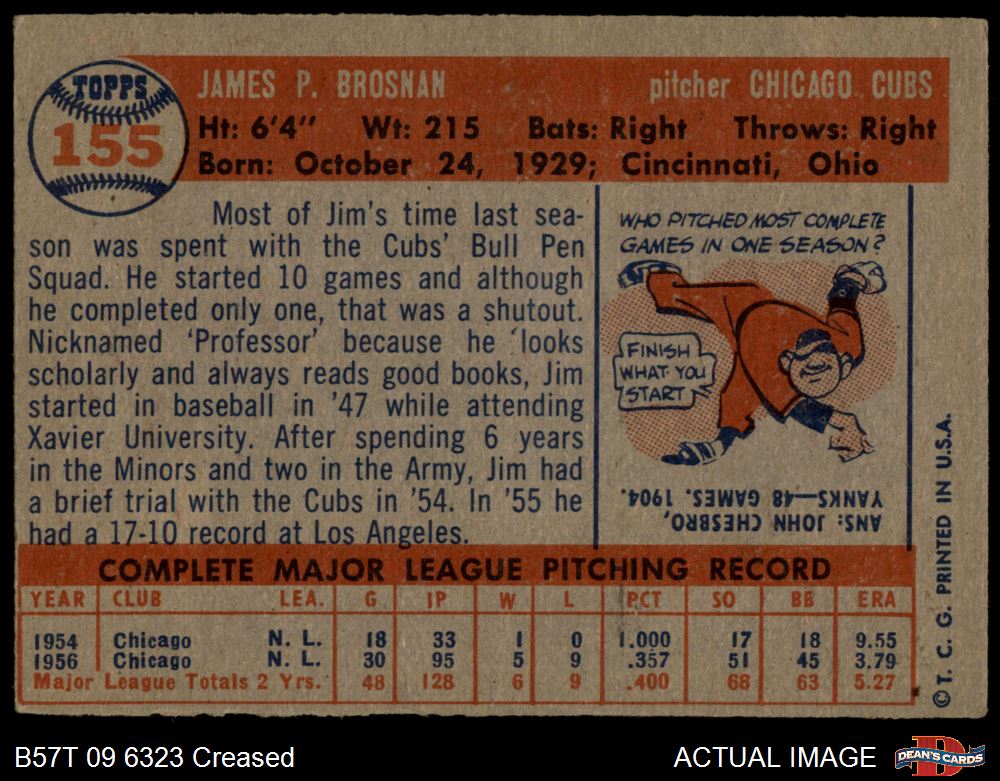 TOPPS
155
JAMES P. BROSNAN pitcher CHICAGO CUBS
Ht: 6'4" Wt: 215 Bats: Right Throws: Right
Born: October 24, 1929; Cincinnati, Ohio
Most of Jim's time last sea-
son was spent with the Cubs' Bull Pen
Squad. He started 10 games and although
he completed only one, that was a shutout.
Nicknamed 'Professor' because he 'looks
scholarly and always reads good books, Jim
started in baseball in '47 while attending
Xavier University. After spending 6 years
in the Minors and two in the Army, Jim had
a brief trial with the Cubs in '54. In '55 he
had a 17-10 record at Los Angeles.
WHO PITCHED MOST COMPLETE
GAMES IN ONE SEASON?
FINISH
WHAT YOU
START
ANS: JOHN CHESBRO,
YANKS—48 GAMES. 1904.
COMPLETE MAJOR LEAGUE PITCHING RECORD
YEAR CLUB LEA. G IP W L PCT SO BB ERA
1954 Chicago N. L. 18 33 1 0 1.000 17 18 9.55
1956 Chicago N. L. 30 95 5 9 .357 51 45 3.79
Major League Totals 2 Yrs. 48 128 6 9 .400 68 63 5.27
© T. C. G. PRINTED IN U.S.A.
B57T 09 6323 Creased
ACTUAL IMAGE
D
DEAN'S CARDS